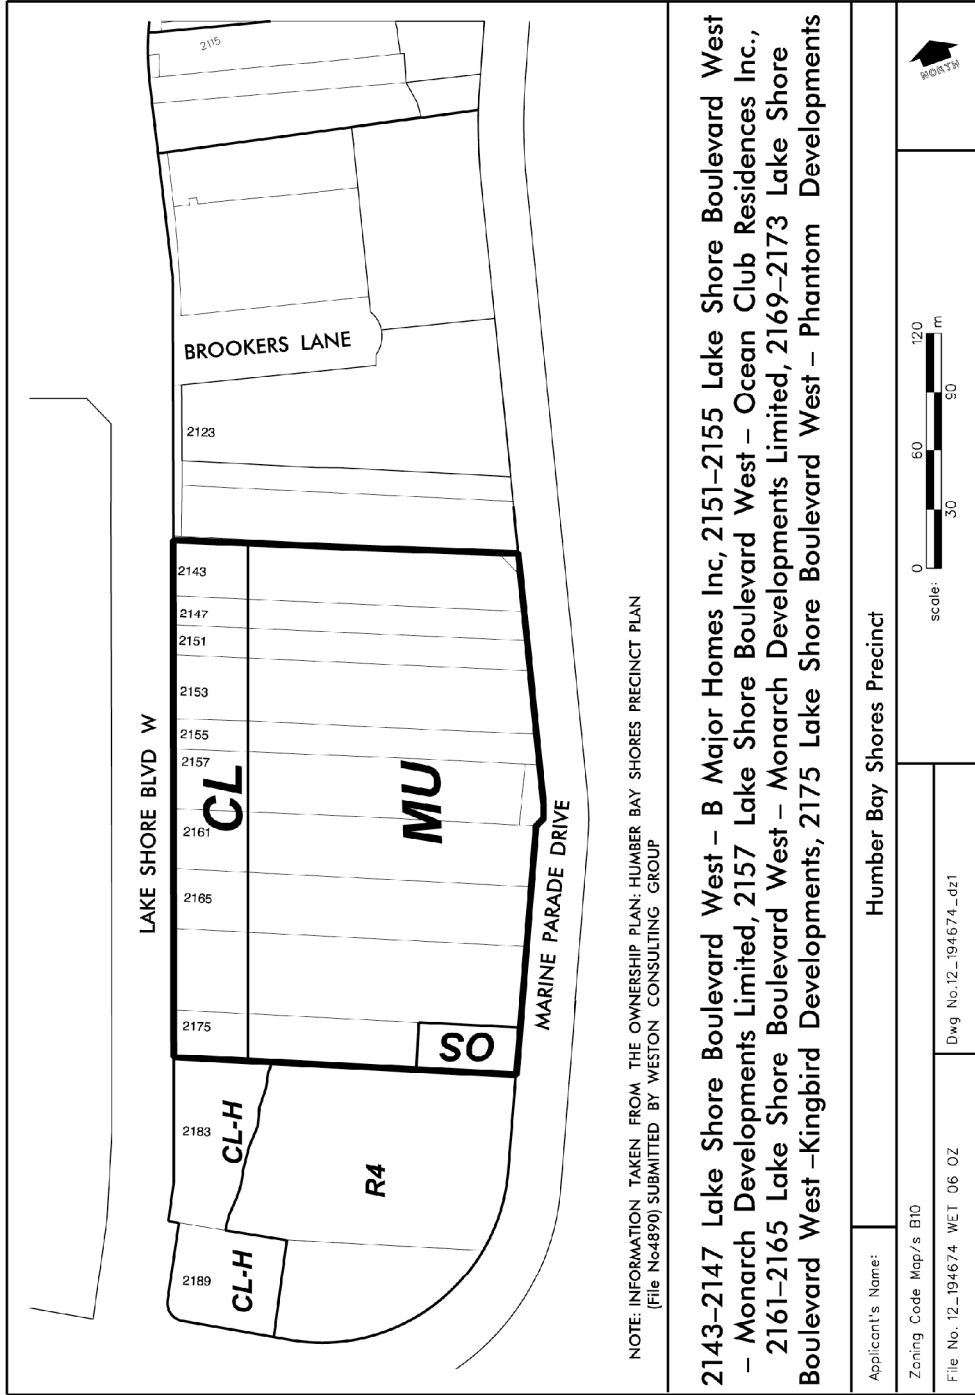 LAKE SHORE BLVD W
2189
2183
2175
2165
2161
2157
2155
2153
2151
2147
2143
2123
BROOKERS LANE
2115
CL-H
CL-H
CL
R4
MU
SO
MARINE PARADE DRIVE
NOTE: INFORMATION TAKEN FROM THE OWNERSHIP PLAN: HUMBER BAY SHORES PRECINCT PLAN
(File No4890) SUBMITTED BY WESTON CONSULTING GROUP
2143–2147 Lake Shore Boulevard West – B Major Homes Inc, 2151–2155 Lake Shore Boulevard West
– Monarch Developments Limited, 2157 Lake Shore Boulevard West – Ocean Club Residences Inc.,
2161–2165 Lake Shore Boulevard West – Monarch Developments Limited, 2169–2173 Lake Shore
Boulevard West –Kingbird Developments, 2175 Lake Shore Boulevard West – Phantom Developments
Applicant's Name:
Humber Bay Shores Precinct
Zoning Code Map/s B10
File No. 12_194674 WET 06 OZ
Dwg No.12_194674_dz1
scale:
0
30
60
90
120
m
NORTH